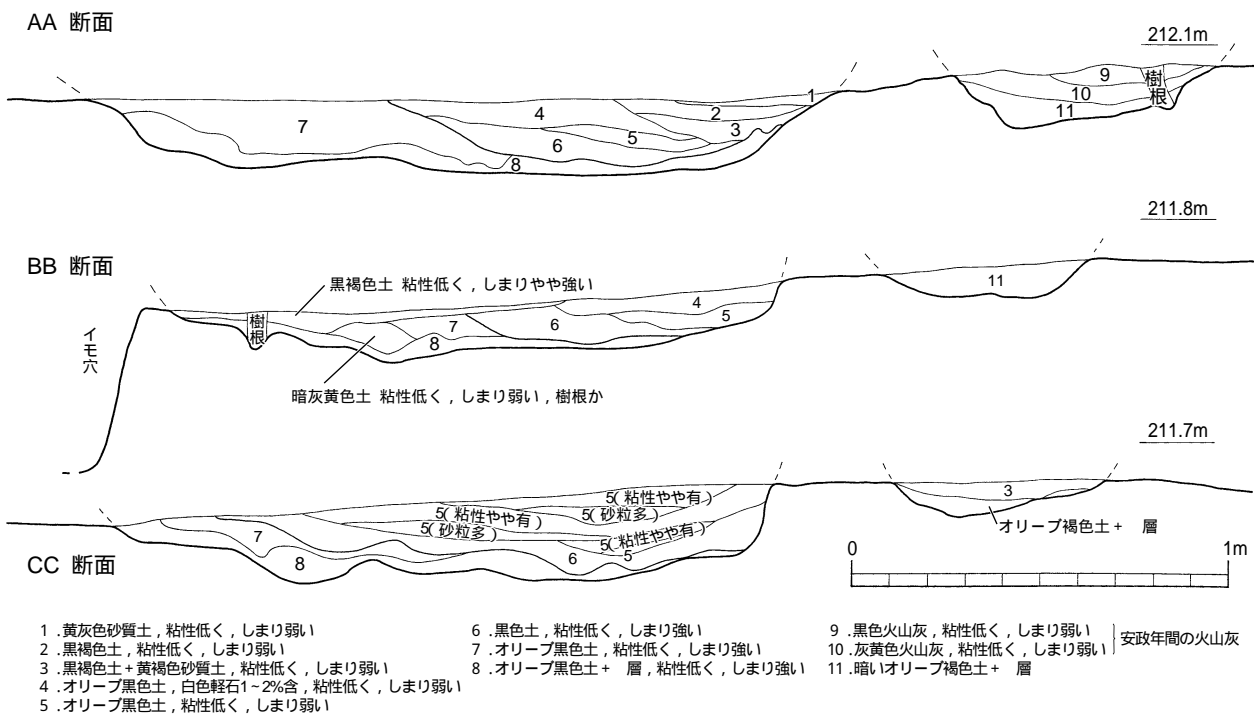 AA 断面
212.1m
1
2
3
4
5
6
7
8
9
10
11
樹根
211.8m
BB 断面
黒褐色土 粘性低く，しまりやや強い
イモ穴
樹根
4
5
6
7
8
11
暗灰黄色土 粘性低く，しまり弱い，樹根か
211.7m
5(粘性やや有)
5(粘性やや有)
5(砂粒多)
5(砂粒多)
5(粘性やや有)
3
7
8
6
5
オリーブ褐色土＋　層
CC 断面
0
1m
1 .黄灰色砂質土，粘性低く，しまり弱い
2 .黒褐色土，粘性低く，しまり弱い
3 .黒褐色土＋黄褐色砂質土，粘性低く，しまり弱い
4 .オリーブ黒色土，白色軽石1~2%含，粘性低く，しまり弱い
5 .オリーブ黒色土，粘性低く，しまり弱い
6 .黒色土，粘性低く，しまり強い
7 .オリーブ黒色土，粘性低く，しまり強い
8 .オリーブ黒色土＋　層，粘性低く，しまり強い
9 .黒色火山灰，粘性低く，しまり弱い
10 .灰黄色火山灰，粘性低く，しまり弱い
安政年間の火山灰
11 .暗いオリーブ褐色土＋　層